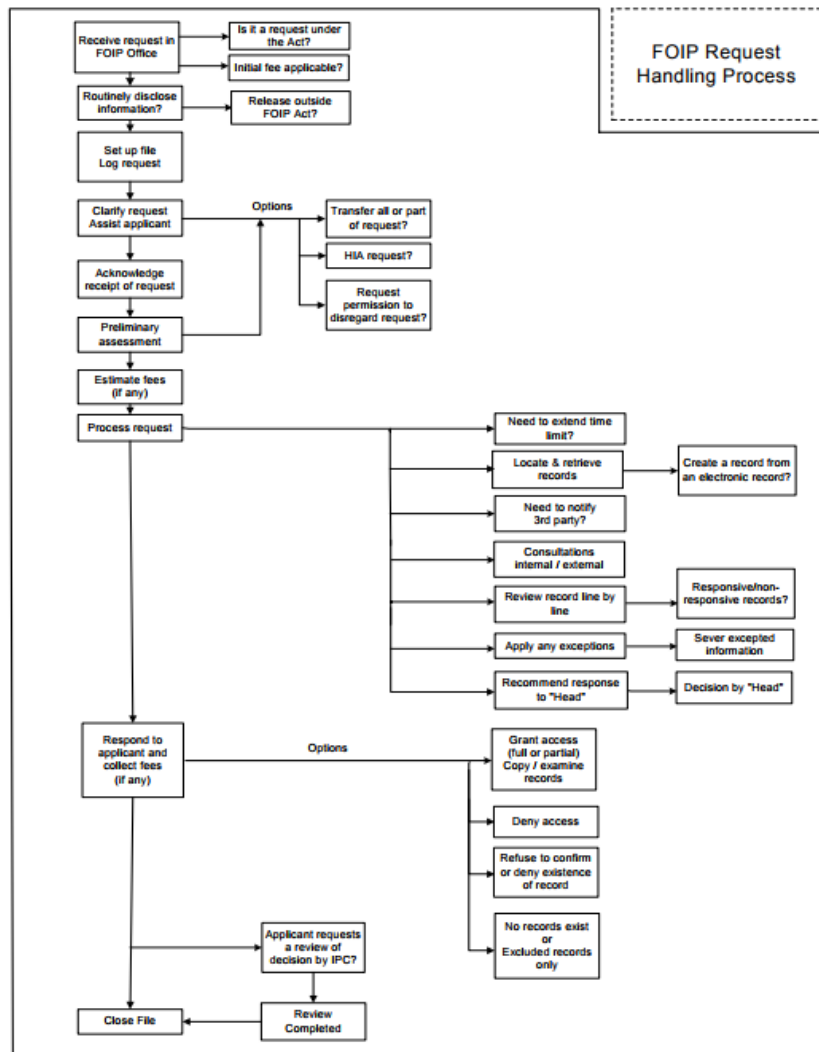 FOIP Request
Handling Process
Receive request in
FOIP Office
Is it a request under
the Act?
Initial fee applicable?
Routinely disclose
information?
Release outside
FOIP Act?
Set up file
Log request
Clarify request
Assist applicant
Options
Transfer all or part
of request?
HIA request?
Request
permission to
disregard request?
Acknowledge
receipt of request
Preliminary
assessment
Estimate fees
(if any)
Process request
Need to extend time
limit?
Locate & retrieve
records
Create a record from
an electronic record?
Need to notify
3rd party?
Consultations
internal / external
Review record line by
line
Responsive/non-
responsive records?
Apply any exceptions
Sever excepted
information
Recommend response
to "Head"
Decision by "Head"
Respond to
applicant and
collect fees
(if any)
Options
Grant access
(full or partial)
Copy / examine
records
Deny access
Refuse to confirm
or deny existence
of record
No records exist
or
Excluded records
only
Applicant requests
a review of
decision by IPC?
Review
Completed
Close File